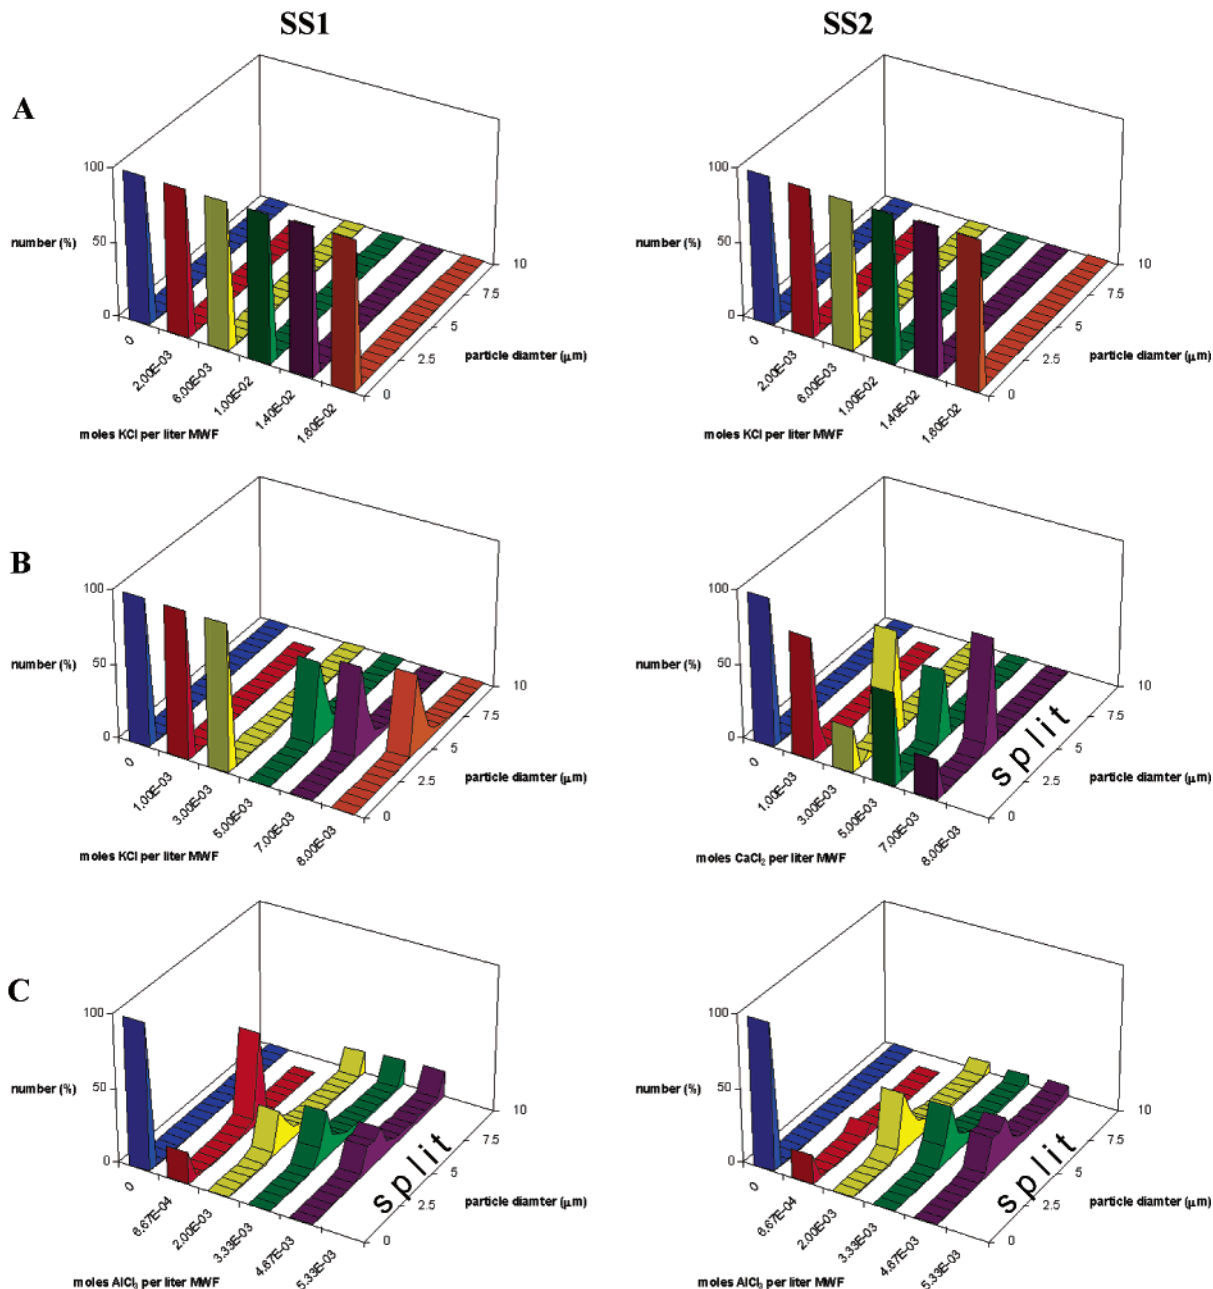 SS1
SS2
A
100
50
0
number (%)
0
2.00E-03
6.00E-03
1.00E-02
1.40E-02
1.60E-02
moles KCl per liter MWF
10
7.5
5
2.5
0
particle diamter (μm)
100
50
0
number (%)
0
2.00E-03
6.00E-03
1.00E-02
1.40E-02
1.60E-02
moles KCl per liter MWF
10
7.5
5
2.5
0
particle diamter (μm)
B
100
50
0
number (%)
0
1.00E-03
3.00E-03
5.00E-03
7.00E-03
8.00E-03
moles KCl per liter MWF
10
7.5
5
2.5
0
particle diamter (μm)
100
50
0
number (%)
0
1.00E-03
3.00E-03
5.00E-03
7.00E-03
8.00E-03
moles CaCl₂ per liter MWF
split
10
7.5
5
2.5
0
particle diamter (μm)
C
100
50
0
number (%)
0
6.67E-04
2.00E-03
3.33E-03
4.67E-03
5.33E-03
moles AlCl₃ per liter MWF
split
10
7.5
5
2.5
0
particle diamter (μm)
100
50
0
number (%)
0
6.67E-04
2.00E-03
3.33E-03
4.67E-03
5.33E-03
moles AlCl₃ per liter MWF
split
10
7.5
5
2.5
0
particle diamter (μm)